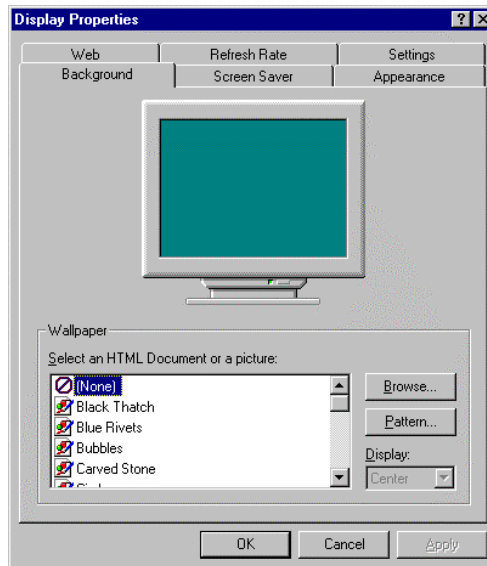 Display Properties
Web Refresh Rate Settings
Background Screen Saver Appearance
Wallpaper
Select an HTML Document or a picture:
(None)
Black Thatch
Blue Rivets
Bubbles
Carved Stone
Browse...
Pattern...
Display:
Center
OK Cancel Apply